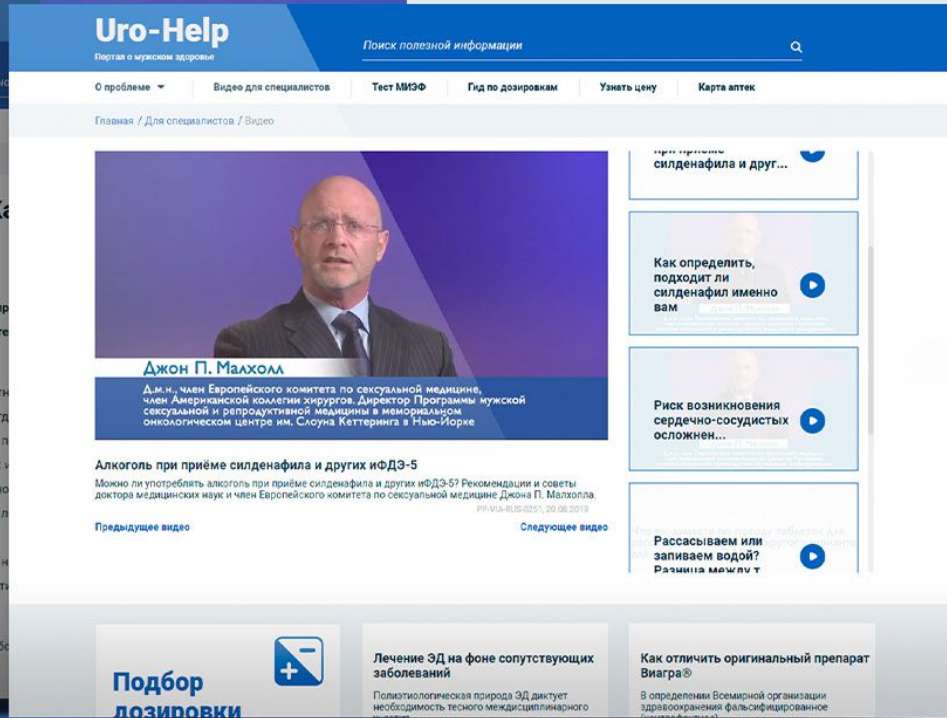 Uro-Help
Портал о мужском здоровье
Поиск полезной информации
О проблеме
Видео для специалистов
Тест МИЭФ
Гид по дозировкам
Узнать цену
Карта аптек
Главная / Для специалистов / Видео
Джон П. Малхолл
Д.м.н., член Европейского комитета по сексуальной медицине,
член Американской коллегии хирургов. Директор Программы мужской
сексуальной и репродуктивной медицины в мемориальном
онкологическом центре им. Слоуна Кеттеринга в Нью-Йорке
Алкоголь при приёме силденафила и других иФДЭ-5
Можно ли употреблять алкоголь при приёме силденафила и других иФДЭ-5? Рекомендации и советы
доктора медицинских наук и член Европейского комитета по сексуальной медицине Джона П. Малхолла.
PP-VIA-RUS-0251, 20.08.2019
Предыдущее видео
Следующее видео
при приёме
силденафила и друг...
Как определить,
подходит ли
силденафил именно
вам
Риск возникновения
сердечно-сосудистых
осложнен...
Рассасываем или
запиваем водой?
Разница между т
Подбор
дозировки
Лечение ЭД на фоне сопутствующих
заболеваний
Полиэтиологическая природа ЭД диктует
необходимость тесного междисциплинарного
Как отличить оригинальный препарат
Виагра®
В определении Всемирной организации
здравоохранения фальсифицированное
(контрафактное)